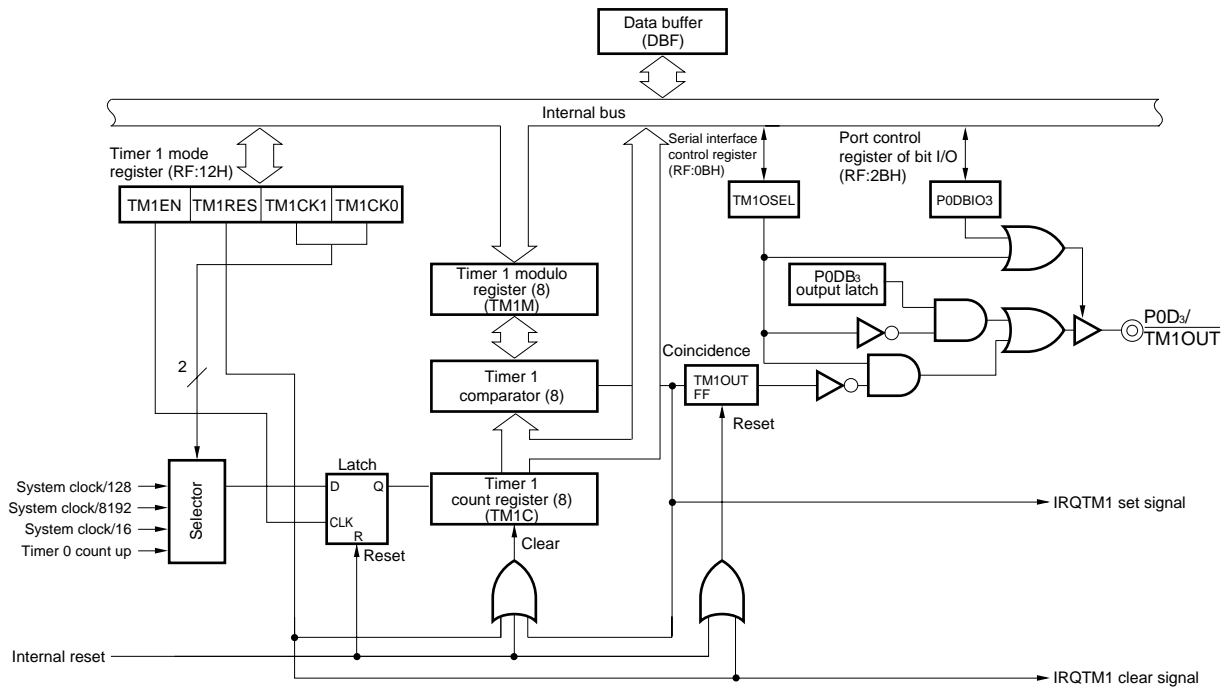 Data buffer
(DBF)
Internal bus
Timer 1 mode
register (RF:12H)
TM1EN TM1RES TM1CK1 TM1CK0
Serial interface
control register
(RF:0BH)
Port control
register of bit I/O
(RF:2BH)
TM1OSEL
P0DBIO3
Timer 1 modulo
register (8)
(TM1M)
P0DB3
output latch
P0D3/
TM1OUT
2
Timer 1
comparator (8)
Coincidence
TM1OUT
FF
Reset
Selector
System clock/128
System clock/8192
System clock/16
Timer 0 count up
Latch
D Q
CLK
R
Reset
Timer 1
count register (8)
(TM1C)
Clear
IRQTM1 set signal
Internal reset
IRQTM1 clear signal